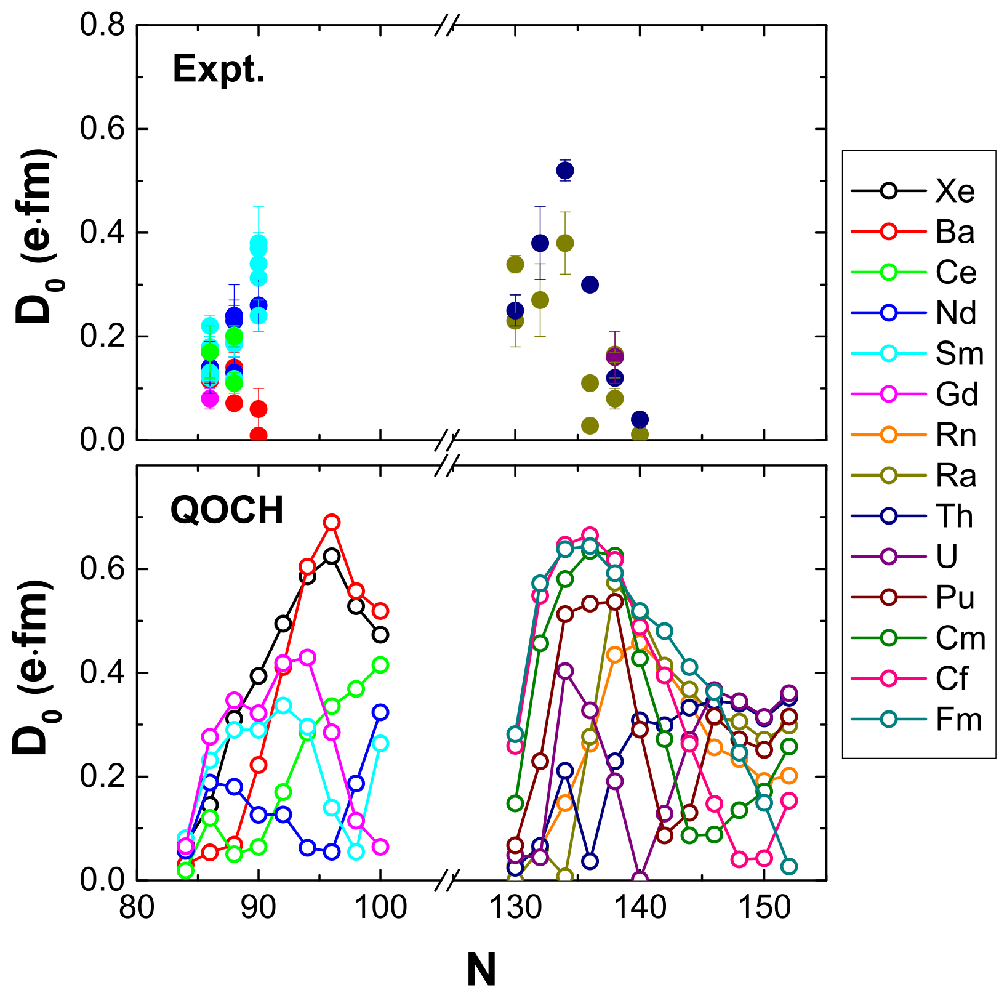 0.8
Expt.
0.6
0.4
0.2
0.0
D0 (e·fm)
QOCH
0.6
0.4
0.2
0.0
D0 (e·fm)
80 90 100 130 140 150
N
Xe
Ba
Ce
Nd
Sm
Gd
Rn
Ra
Th
U
Pu
Cm
Cf
Fm